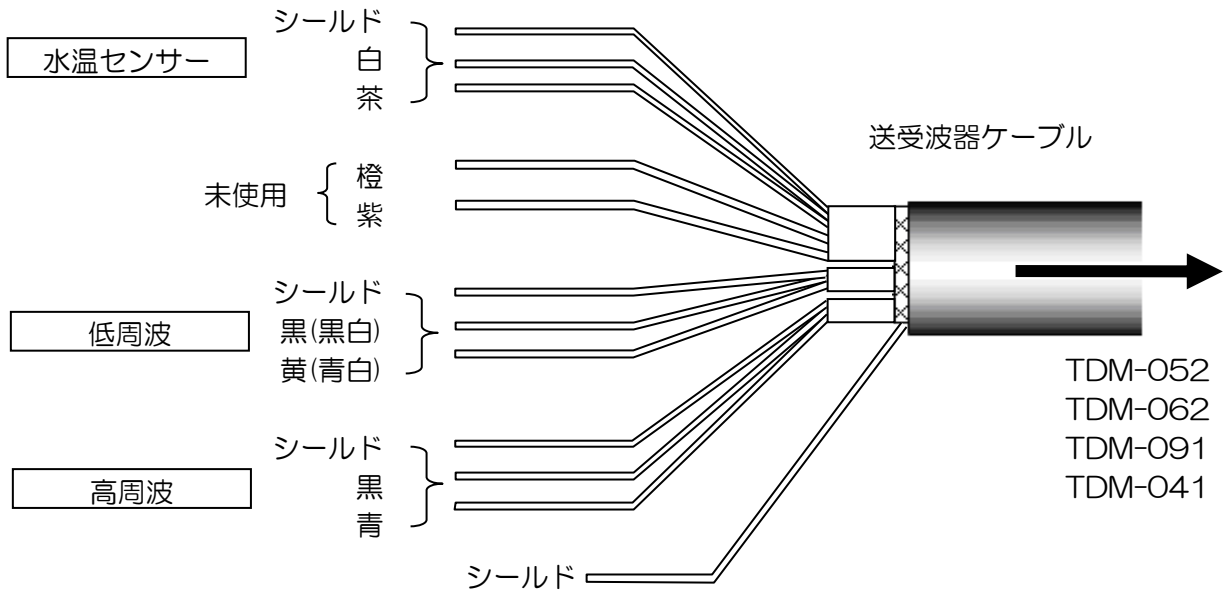 シールド
水温センサー
白
茶
送受波器ケーブル
未使用
橙
紫
シールド
低周波
黒(黒白)
黄(青白)
TDM-052
TDM-062
TDM-091
TDM-041
シールド
高周波
黒
青
シールド